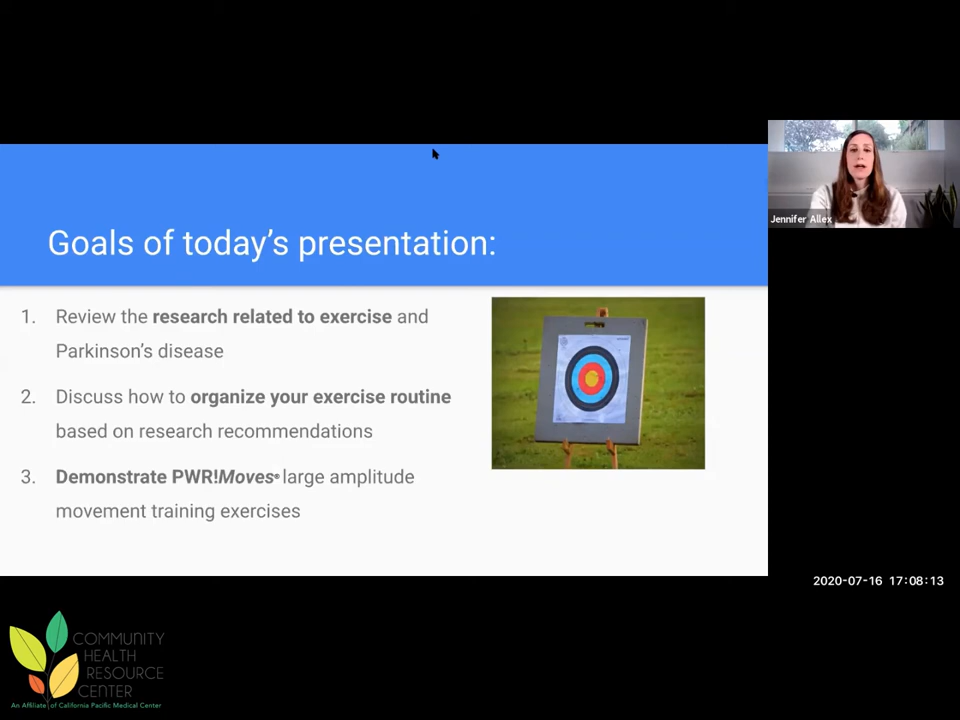 Goals of today's presentation:
1. Review the research related to exercise and
Parkinson's disease
2. Discuss how to organize your exercise routine
based on research recommendations
3. Demonstrate PWR!Moves® large amplitude
movement training exercises
Jennifer Allex
2020-07-16 17:08:13
COMMUNITY
HEALTH
RESOURCE
CENTER
An Affiliate of California Pacific Medical Center